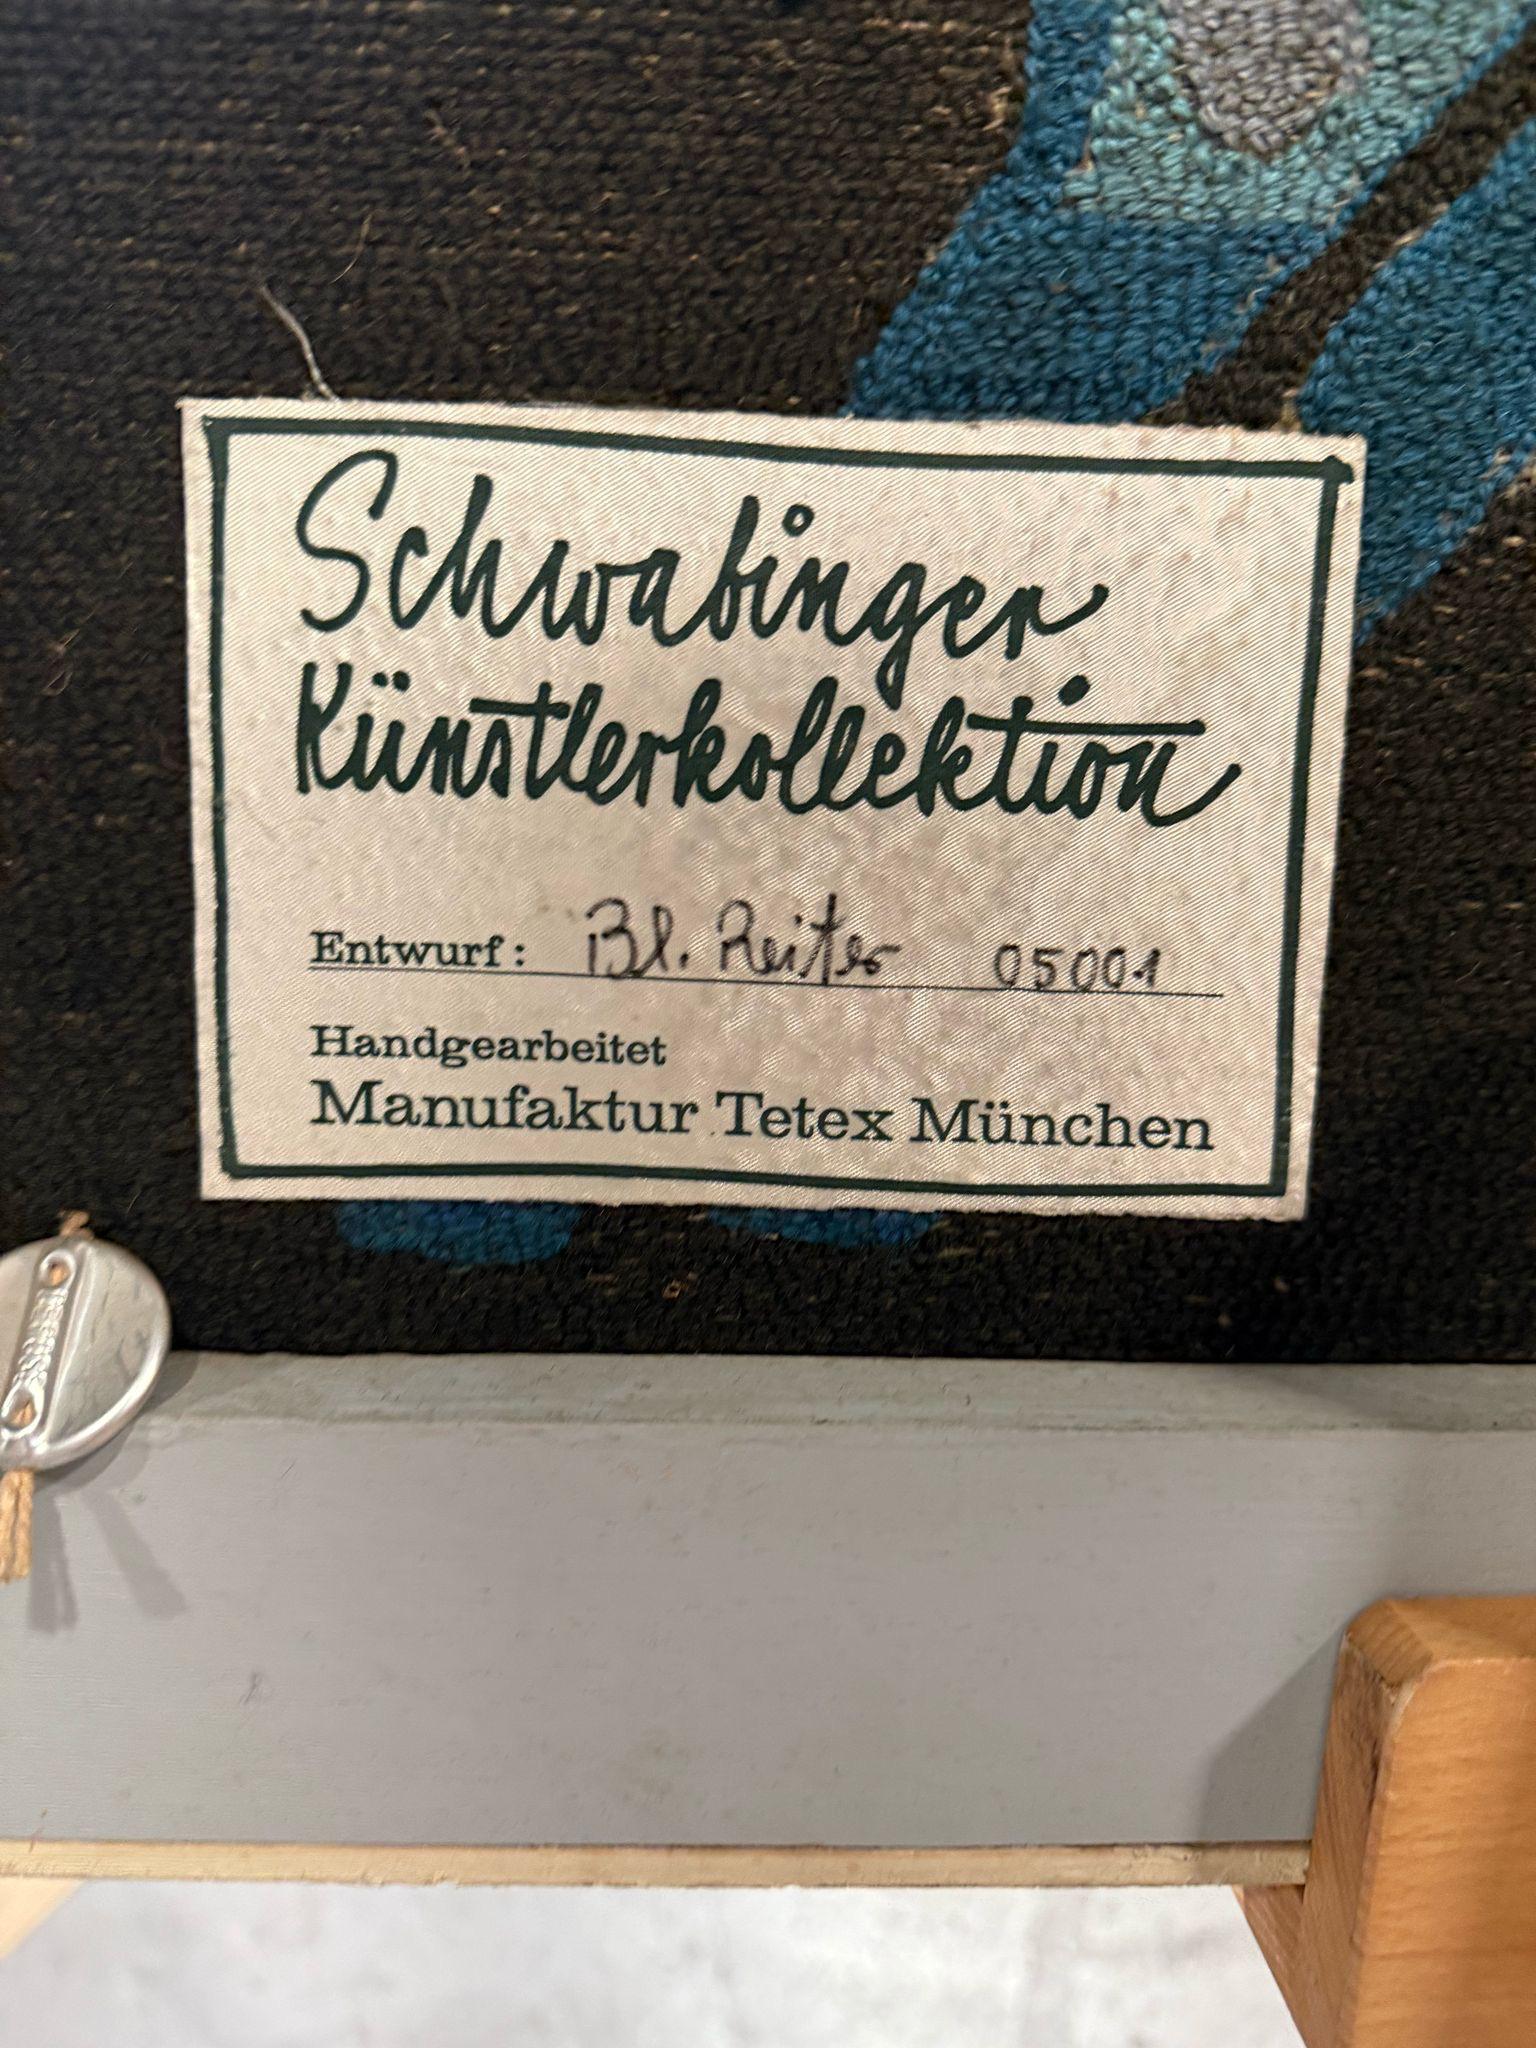 Schwabinger
Künstlerkollektion
Entwurf: Bl. Reiter 05001
Handgearbeitet
Manufaktur Tetex München